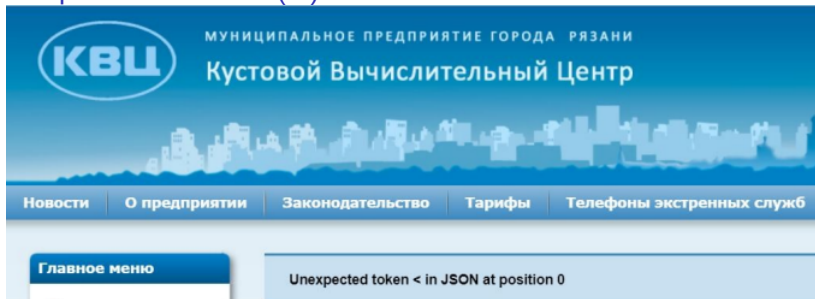 КВЦ
МУНИЦИПАЛЬНОЕ ПРЕДПРИЯТИЕ ГОРОДА РЯЗАНИ
Кустовой Вычислительный Центр
Новости О предприятии Законодательство Тарифы Телефоны экстренных служб
Главное меню
Unexpected token < in JSON at position 0